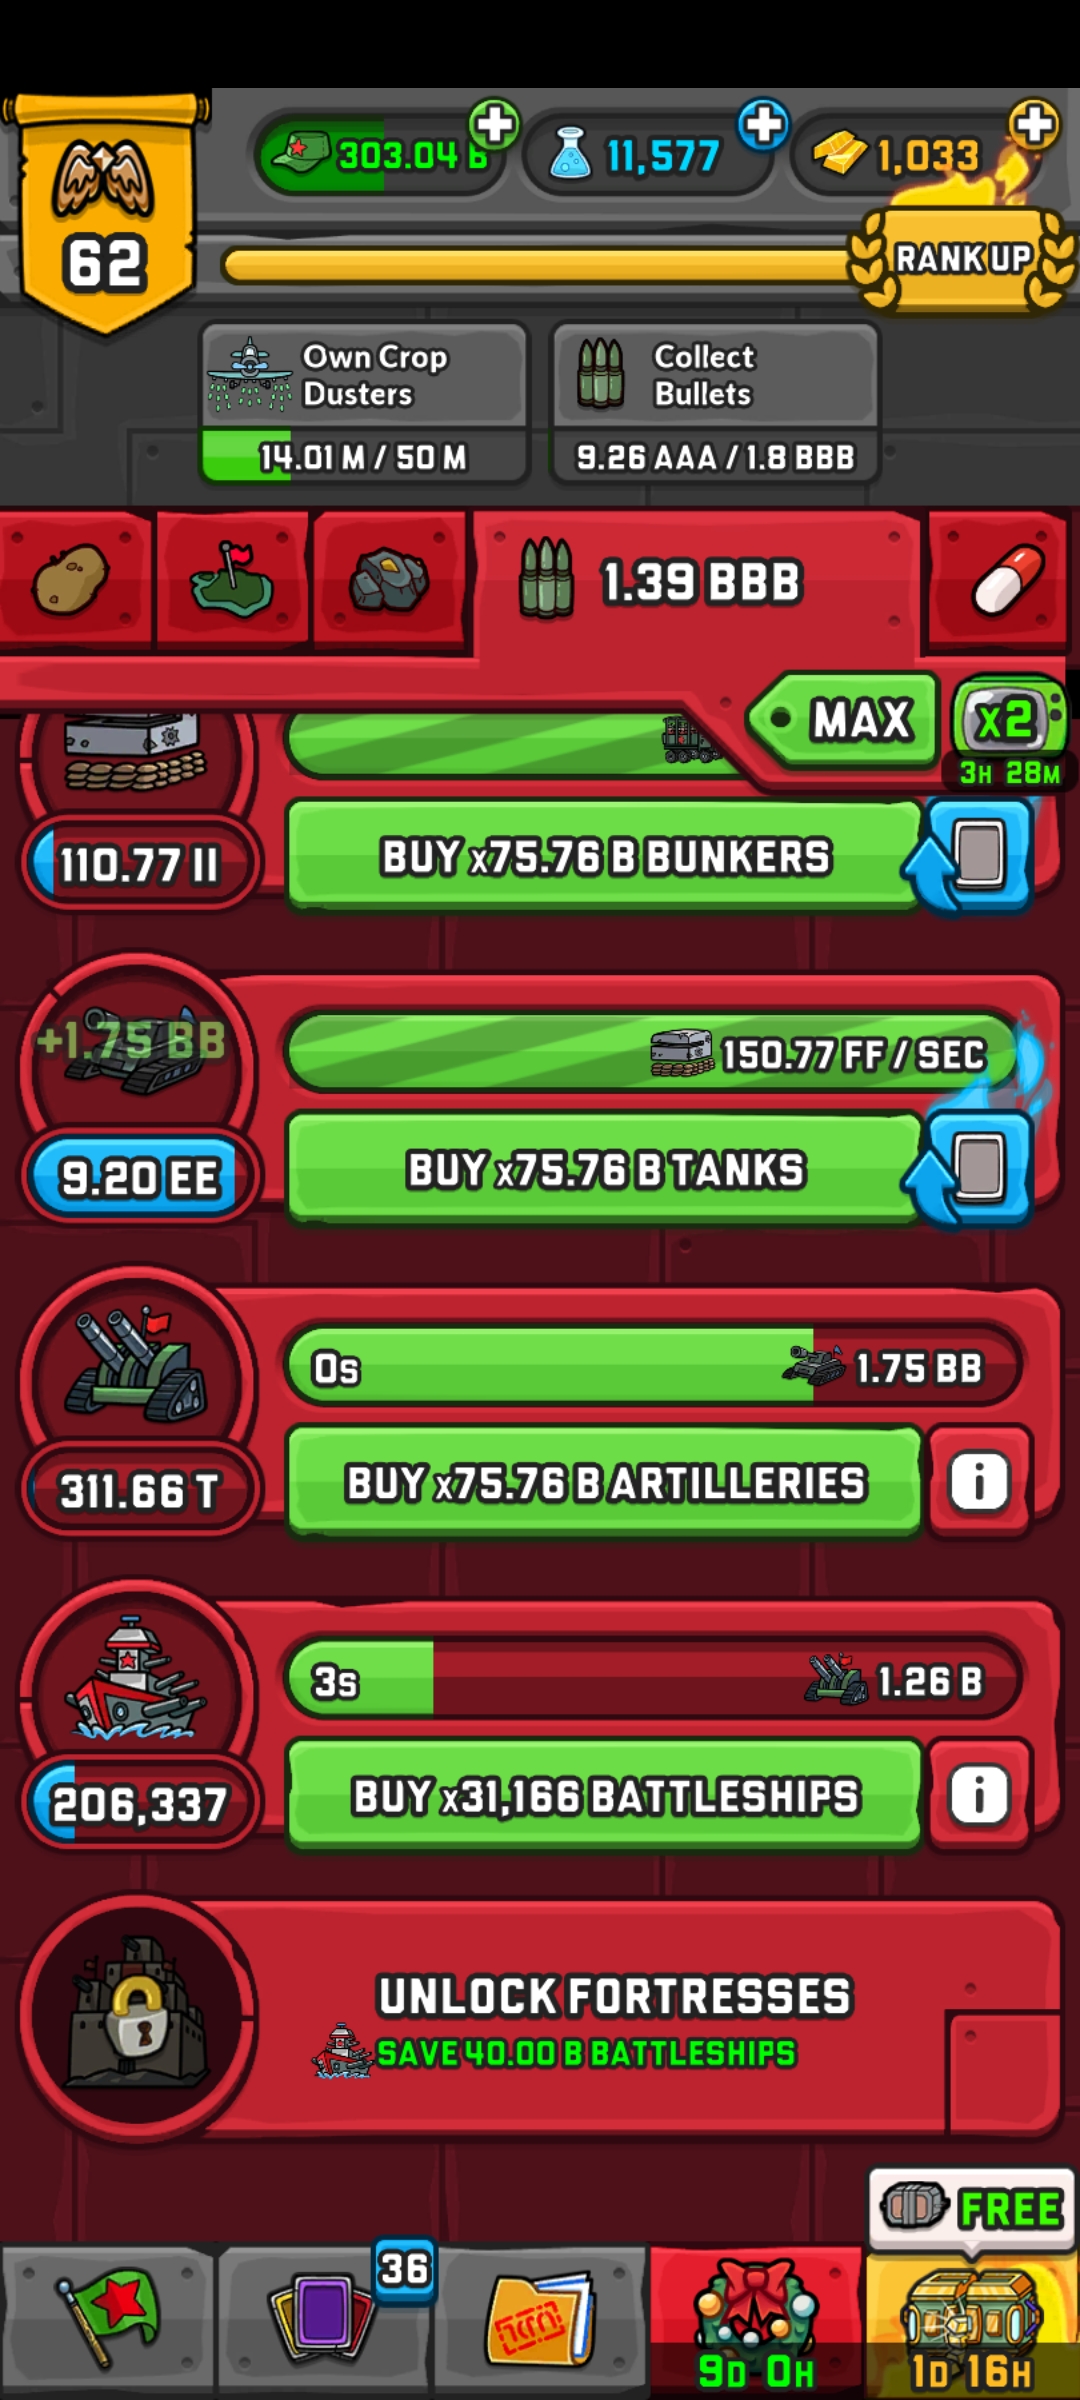 303.04 B
11,577
1,033
62
RANK UP
Own Crop
Dusters
14.01 M / 50 M
Collect
Bullets
9.26 AAA / 1.8 BBB
1.39 BBB
MAX
x2
3H 28M
110.77 II
BUY x75.76 B BUNKERS
+1.75 BB
150.77 FF / SEC
9.20 EE
BUY x75.76 B TANKS
0s
1.75 BB
311.66 T
BUY x75.76 B ARTILLERIES
i
3s
1.26 B
206,337
BUY x31,166 BATTLESHIPS
i
UNLOCK FORTRESSES
SAVE 40.00 B BATTLESHIPS
FREE
36
9D 0H
1D 16H